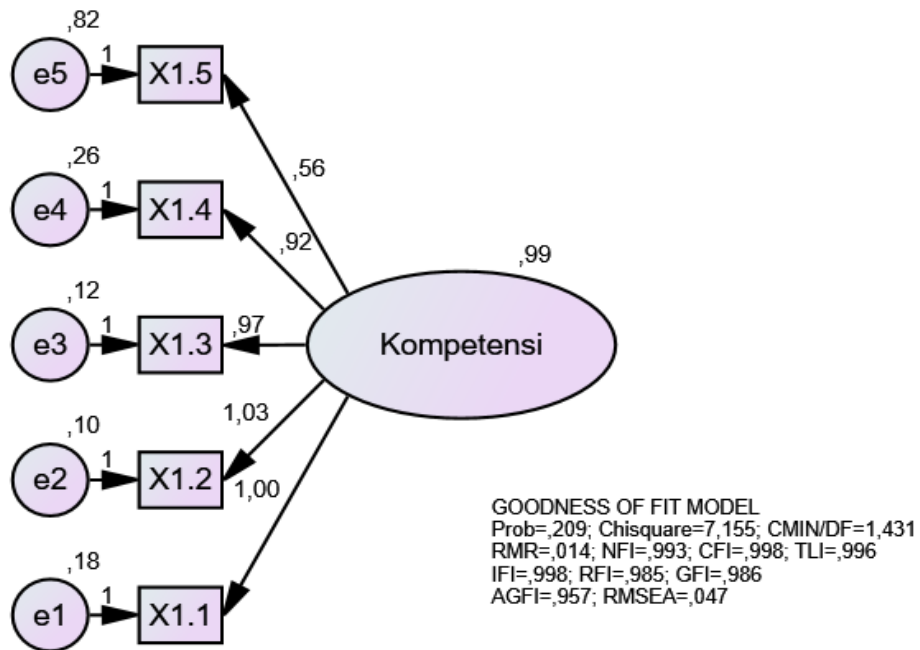 ,82
e5 1 X1.5
,56
,26
e4 1 X1.4
,92
,99
,12
e3 1 X1.3 ,97 Kompetensi
,10
1,03
e2 1 X1.2
1,00
,18
e1 1 X1.1
GOODNESS OF FIT MODEL
Prob=,209; Chisquare=7,155; CMIN/DF=1,431
RMR=,014; NFI=,993; CFI=,998; TLI=,996
IFI=,998; RFI=,985; GFI=,986
AGFI=,957; RMSEA=,047